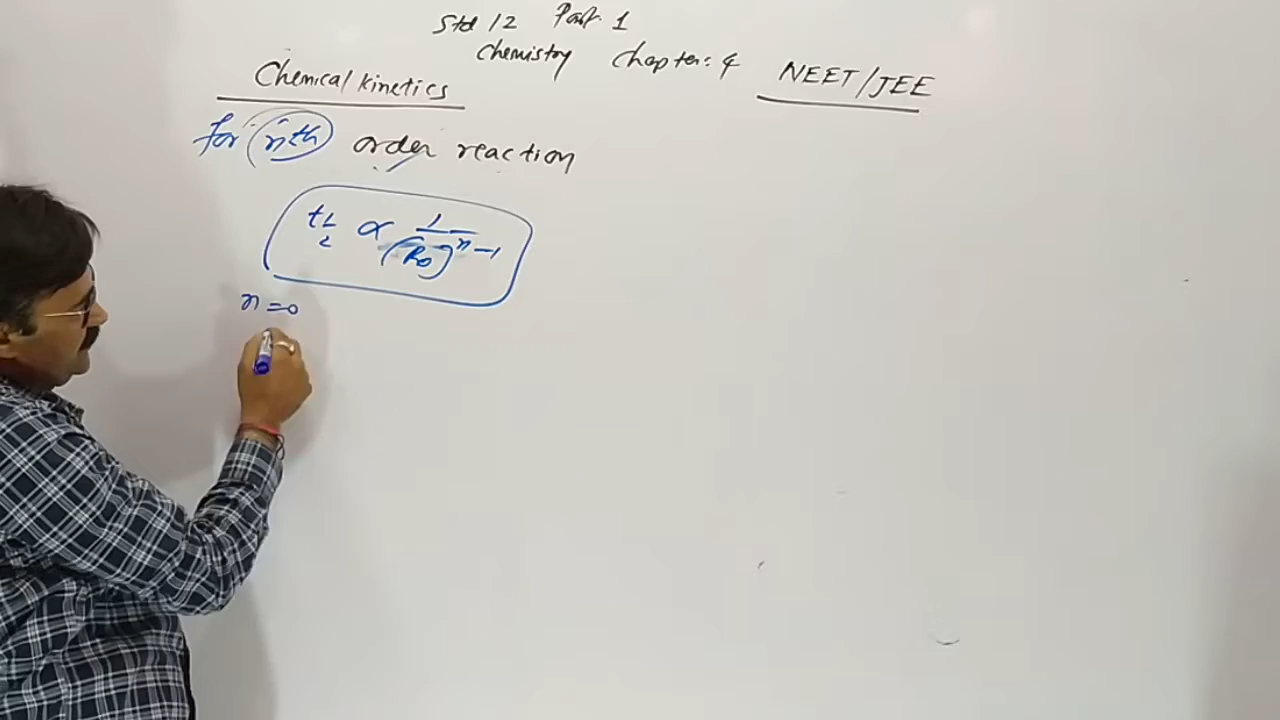 Std 12 Part. 1
Chemistry Chapter: 4 NEET/JEE
Chemical kinetics
for nth order reaction
t½ ∝ 1/(R₀)ⁿ⁻¹
n = 0